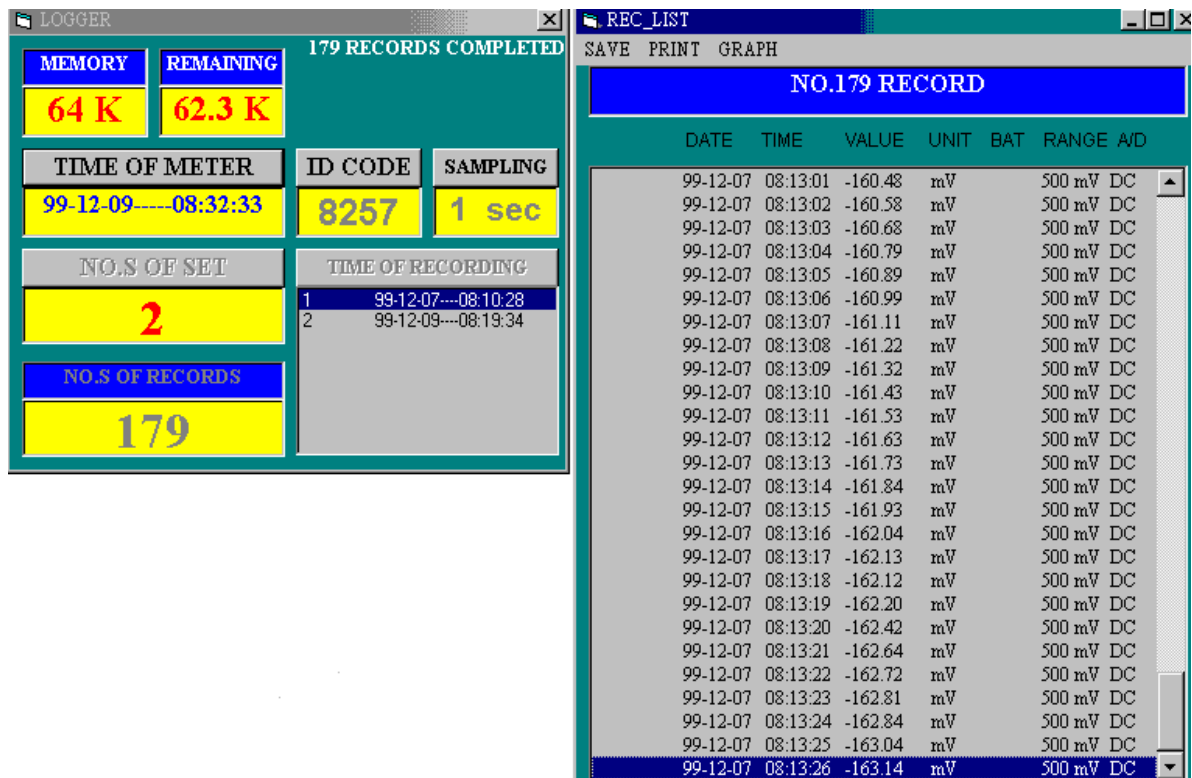 LOGGER
179 RECORDS COMPLETED
MEMORY REMAINING
64 K 62.3 K
TIME OF METER ID CODE SAMPLING
99-12-09-----08:32:33 8257 1 sec
NO.S OF SET TIME OF RECORDING
2
1 99-12-07----08:10:28
2 99-12-09----08:19:34
NO.S OF RECORDS
179
REC_LIST
SAVE PRINT GRAPH
NO.179 RECORD
DATE TIME VALUE UNIT BAT RANGE A/D
99-12-07 08:13:01 -160.48 mV 500 mV DC
99-12-07 08:13:02 -160.58 mV 500 mV DC
99-12-07 08:13:03 -160.68 mV 500 mV DC
99-12-07 08:13:04 -160.79 mV 500 mV DC
99-12-07 08:13:05 -160.89 mV 500 mV DC
99-12-07 08:13:06 -160.99 mV 500 mV DC
99-12-07 08:13:07 -161.11 mV 500 mV DC
99-12-07 08:13:08 -161.22 mV 500 mV DC
99-12-07 08:13:09 -161.32 mV 500 mV DC
99-12-07 08:13:10 -161.43 mV 500 mV DC
99-12-07 08:13:11 -161.53 mV 500 mV DC
99-12-07 08:13:12 -161.63 mV 500 mV DC
99-12-07 08:13:13 -161.73 mV 500 mV DC
99-12-07 08:13:14 -161.84 mV 500 mV DC
99-12-07 08:13:15 -161.93 mV 500 mV DC
99-12-07 08:13:16 -162.04 mV 500 mV DC
99-12-07 08:13:17 -162.13 mV 500 mV DC
99-12-07 08:13:18 -162.12 mV 500 mV DC
99-12-07 08:13:19 -162.20 mV 500 mV DC
99-12-07 08:13:20 -162.42 mV 500 mV DC
99-12-07 08:13:21 -162.64 mV 500 mV DC
99-12-07 08:13:22 -162.72 mV 500 mV DC
99-12-07 08:13:23 -162.81 mV 500 mV DC
99-12-07 08:13:24 -162.84 mV 500 mV DC
99-12-07 08:13:25 -163.04 mV 500 mV DC
99-12-07 08:13:26 -163.14 mV 500 mV DC